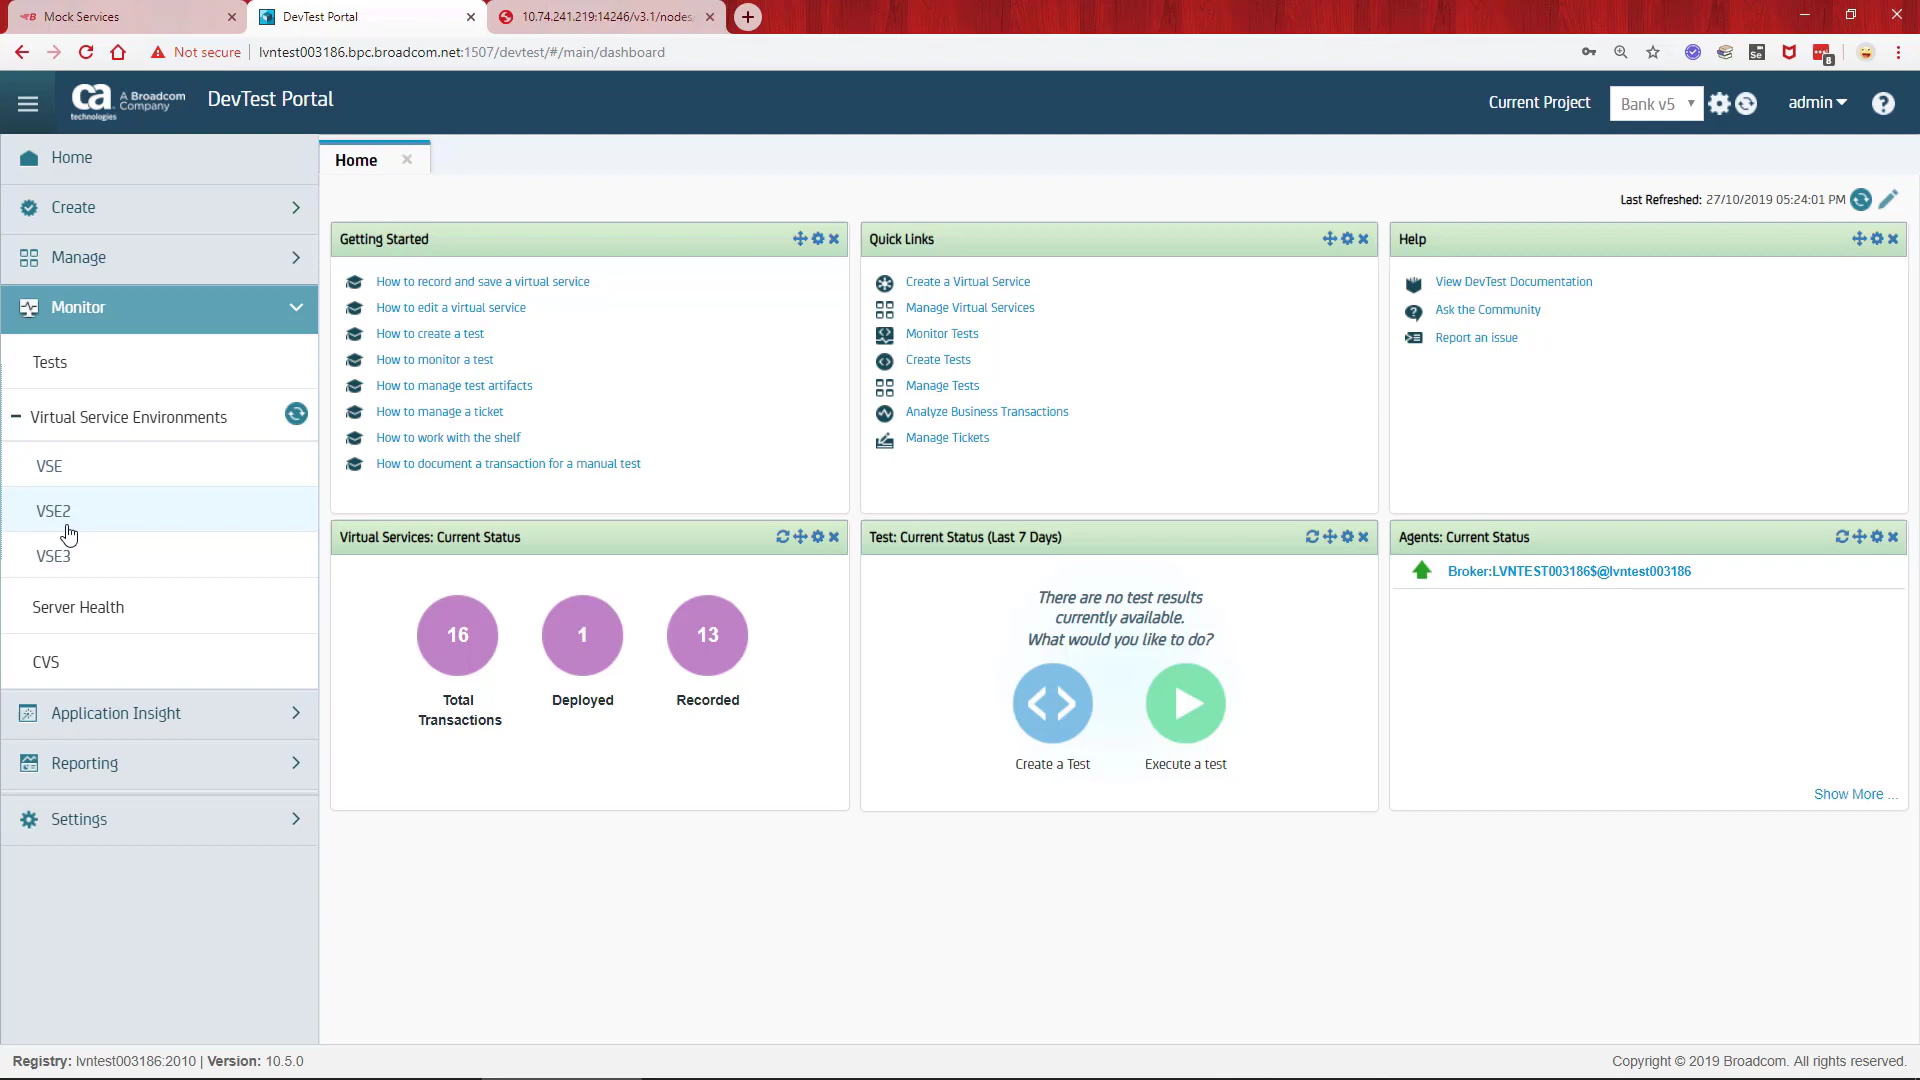 Mock Services
DevTest Portal
10.74.241.219:14246/v3.1/nodes/
Not secure
lvntest003186.bpc.broadcom.net:1507/devtest/#/main/dashboard
Se
8
ca
technologies
A Broadcom
Company
DevTest Portal
Current Project
Bank v5
admin
?
Home
Create
Manage
Monitor
Tests
Virtual Service Environments
VSE
VSE2
VSE3
Server Health
CVS
Application Insight
Reporting
Settings
Home
Last Refreshed: 27/10/2019 05:24:01 PM
Getting Started
How to record and save a virtual service
How to edit a virtual service
How to create a test
How to monitor a test
How to manage test artifacts
How to manage a ticket
How to work with the shelf
How to document a transaction for a manual test
Quick Links
Create a Virtual Service
Manage Virtual Services
Monitor Tests
Create Tests
Manage Tests
Analyze Business Transactions
Manage Tickets
Help
View DevTest Documentation
Ask the Community
Report an issue
Virtual Services: Current Status
16
1
13
Total
Transactions
Deployed
Recorded
Test: Current Status (Last 7 Days)
There are no test results
currently available.
What would you like to do?
Create a Test
Execute a test
Agents: Current Status
Broker:LVNTEST003186$@lvntest003186
Show More ...
Registry: lvntest003186:2010 | Version: 10.5.0
Copyright © 2019 Broadcom. All rights reserved.